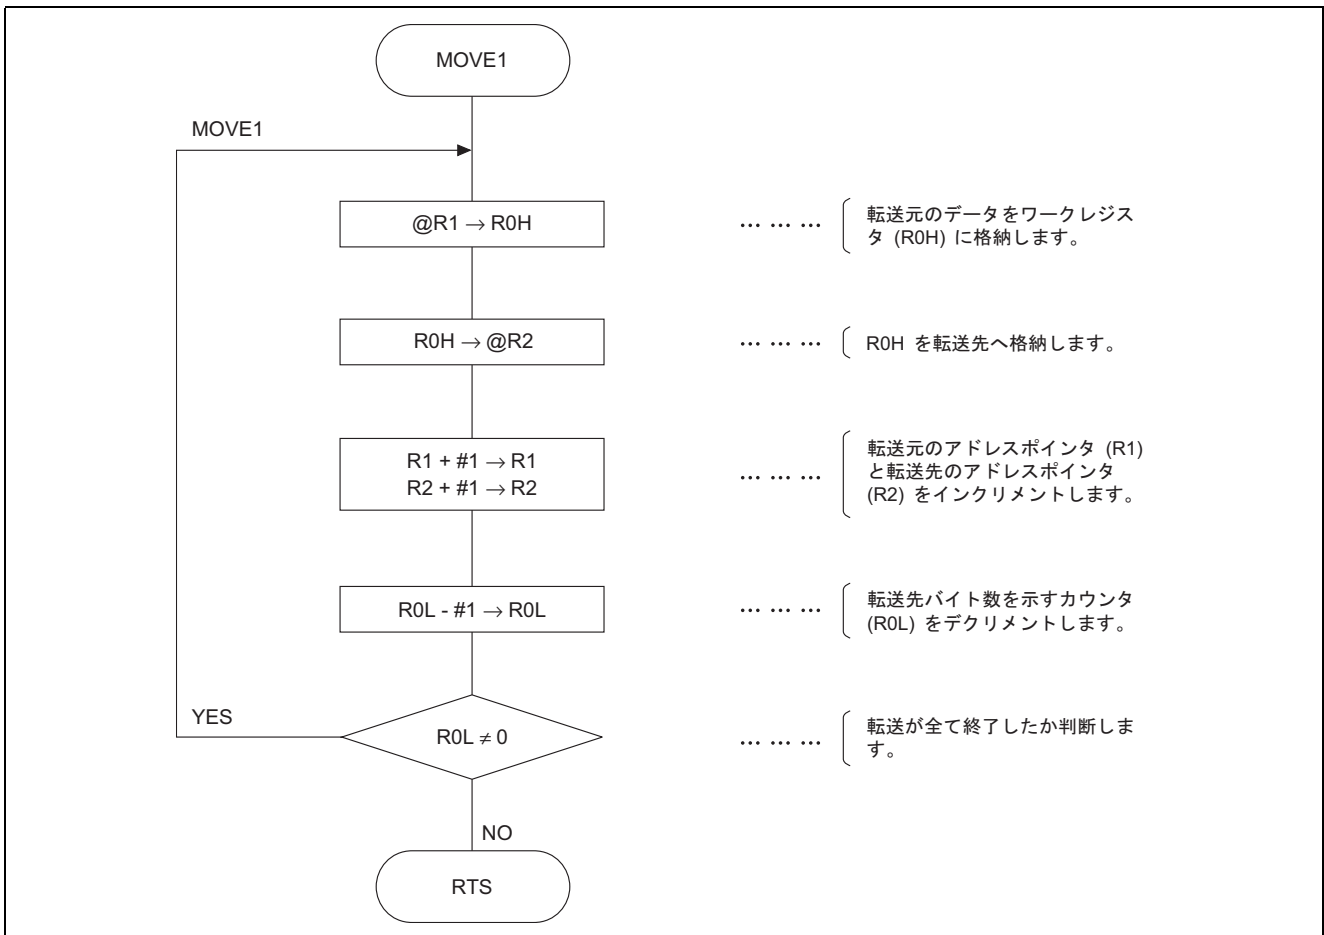 MOVE1
MOVE1
@R1 → R0H
… … …
転送元のデータをワークレジス
タ (R0H) に格納します。
R0H → @R2
… … …
R0H を転送先へ格納します。
R1 + #1 → R1
R2 + #1 → R2
… … …
転送元のアドレスポインタ (R1)
と転送先のアドレスポインタ
(R2) をインクリメントします。
R0L - #1 → R0L
… … …
転送先バイト数を示すカウンタ
(R0L) をデクリメントします。
YES
R0L ≠ 0
… … …
転送が全て終了したか判断しま
す。
NO
RTS